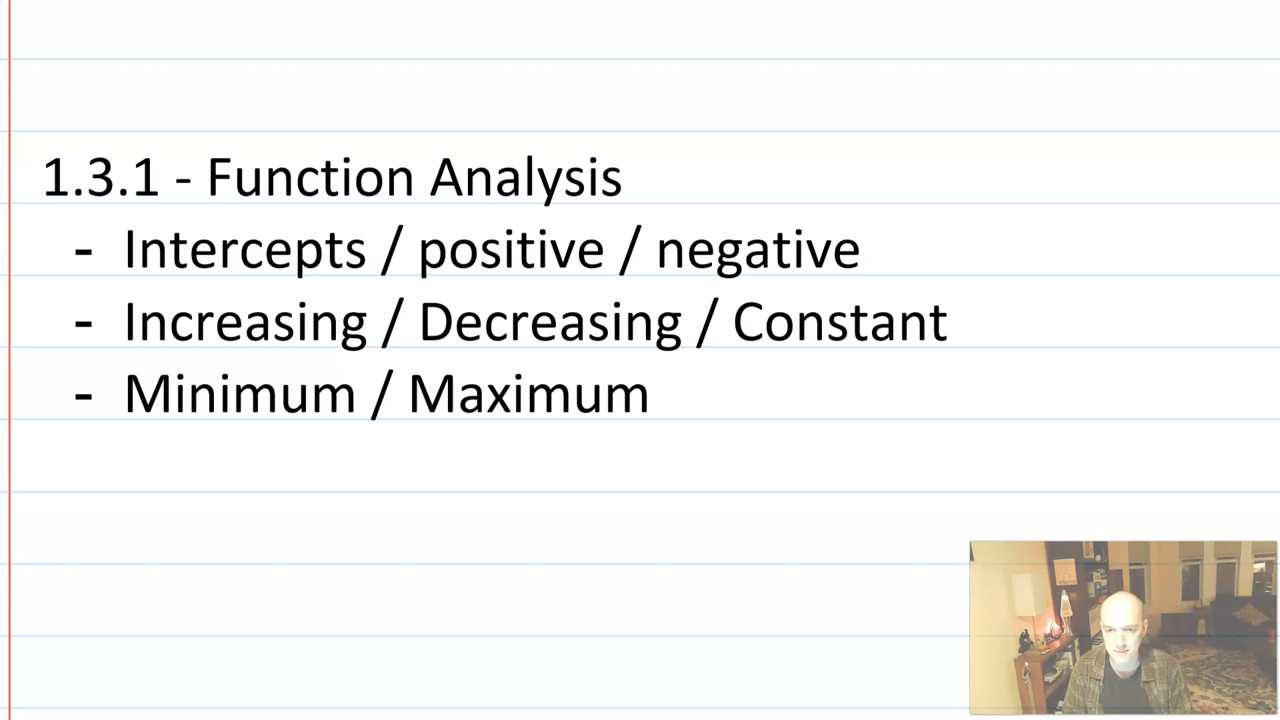 1.3.1 - Function Analysis
- Intercepts / positive / negative
- Increasing / Decreasing / Constant
- Minimum / Maximum